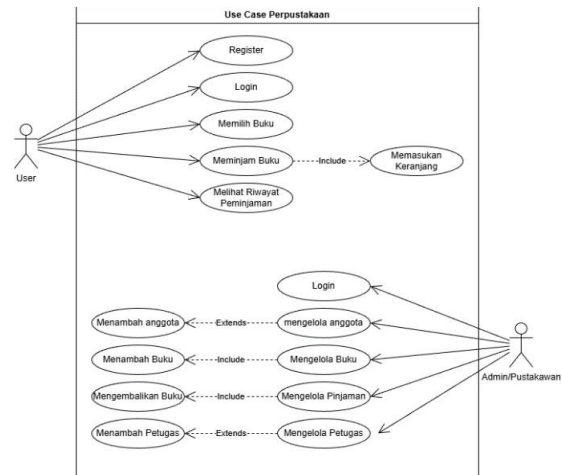 Use Case Perpustakaan
Register
Login
Memilih Buku
Meminjam Buku
Include
Memasukan
Keranjang
Melihat Riwayat
Peminjaman
User
Login
Menambah anggota
Extends
mengelola anggota
Menambah Buku
Include
Mengelola Buku
Mengembalikan Buku
Include
Mengelola Pinjaman
Menambah Petugas
Extends
Mengelola Petugas
Admin/Pustakawan